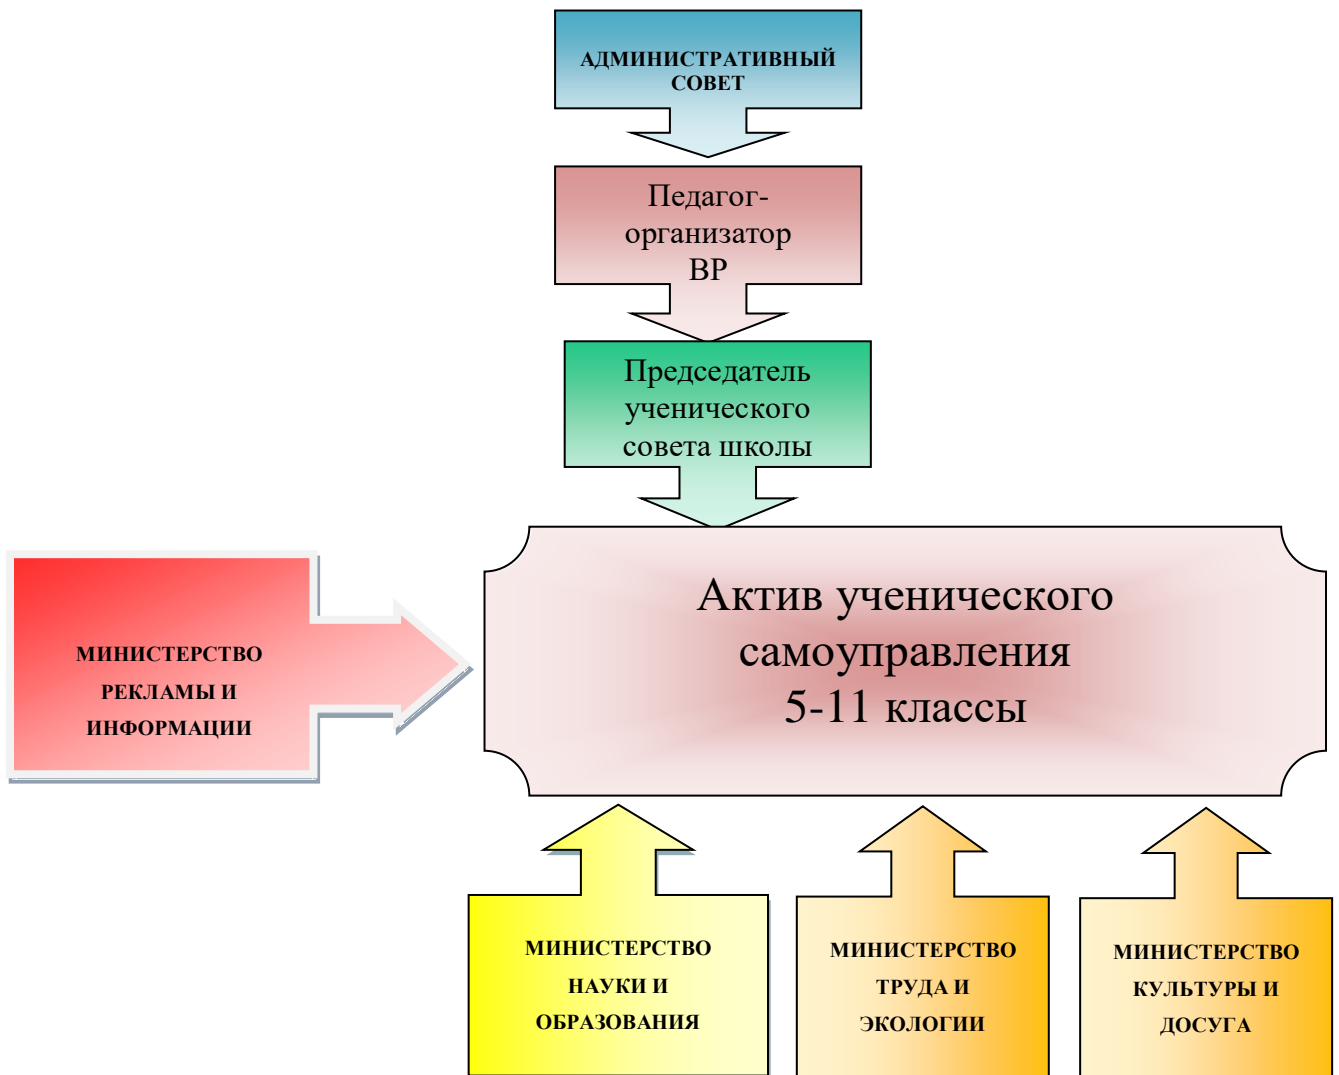 АДМИНИСТРАТИВНЫЙ
СОВЕТ
Педагог-
организатор
ВР
Председатель
ученического
совета школы
Актив ученического
самоуправления
5-11 классы
МИНИСТЕРСТВО
РЕКЛАМЫ И
ИНФОРМАЦИИ
МИНИСТЕРСТВО
НАУКИ И
ОБРАЗОВАНИЯ
МИНИСТЕРСТВО
ТРУДА И
ЭКОЛОГИИ
МИНИСТЕРСТВО
КУЛЬТУРЫ И
ДОСУГА